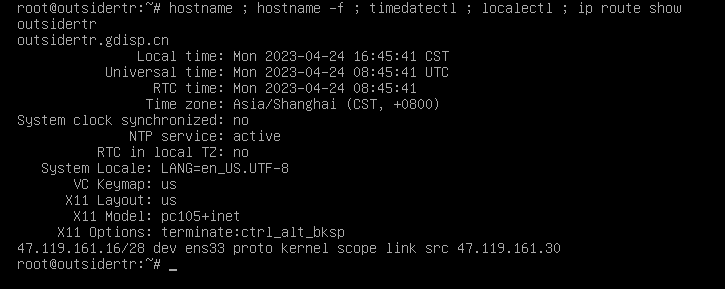 root@outsidertr:~# hostname ; hostname -f ; timedatectl ; localectl ; ip route show
outsidertr
outsidertr.gdisp.cn
Local time: Mon 2023-04-24 16:45:41 CST
Universal time: Mon 2023-04-24 08:45:41 UTC
RTC time: Mon 2023-04-24 08:45:41
Time zone: Asia/Shanghai (CST, +0800)
System clock synchronized: no
NTP service: active
RTC in local TZ: no
System Locale: LANG=en_US.UTF-8
VC Keymap: us
X11 Layout: us
X11 Model: pc105+inet
X11 Options: terminate:ctrl_alt_bksp
47.119.161.16/28 dev ens33 proto kernel scope link src 47.119.161.30
root@outsidertr:~# _